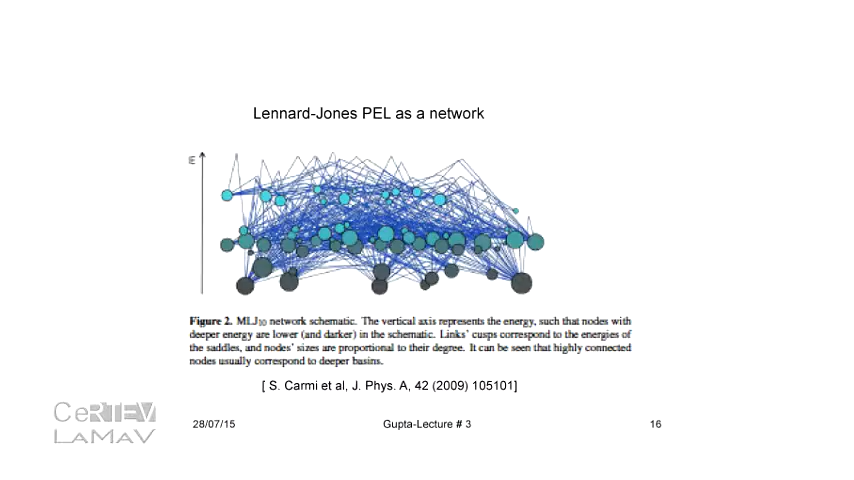 Lennard-Jones PEL as a network
E
Figure 2. MLJ10 network schematic. The vertical axis represents the energy, such that nodes with
deeper energy are lower (and darker) in the schematic. Links' cusps correspond to the energies of
the saddles, and nodes' sizes are proportional to their degree. It can be seen that highly connected
nodes usually correspond to deeper basins.
[ S. Carmi et al, J. Phys. A, 42 (2009) 105101]
CeRTEV
LAMAV
28/07/15
Gupta-Lecture # 3
16